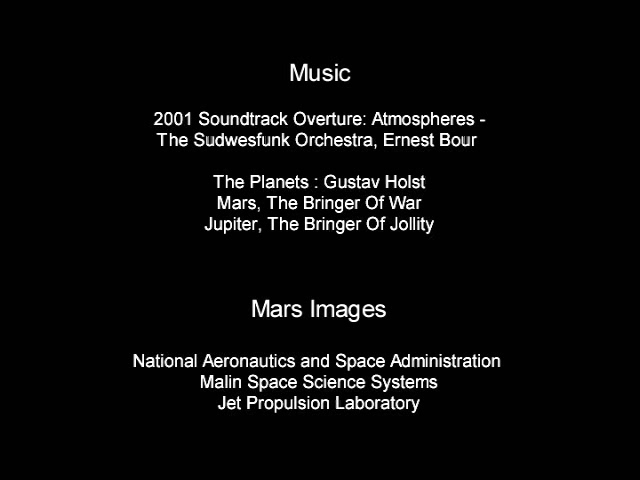 Music
2001 Soundtrack Overture: Atmospheres -
The Sudwesfunk Orchestra, Ernest Bour
The Planets : Gustav Holst
Mars, The Bringer Of War
Jupiter, The Bringer Of Jollity
Mars Images
National Aeronautics and Space Administration
Malin Space Science Systems
Jet Propulsion Laboratory